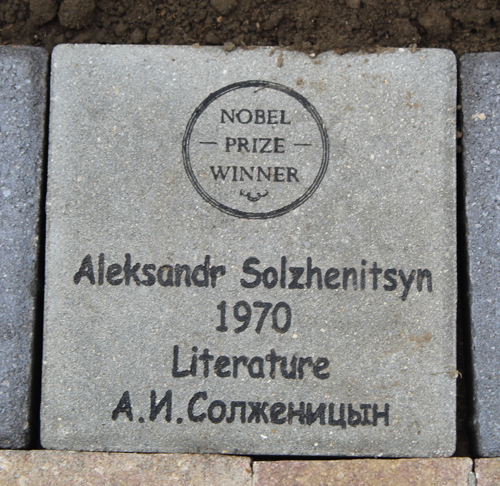 NOBEL
— PRIZE —
WINNER
Aleksandr Solzhenitsyn
1970
Literature
А.И.Солженицын